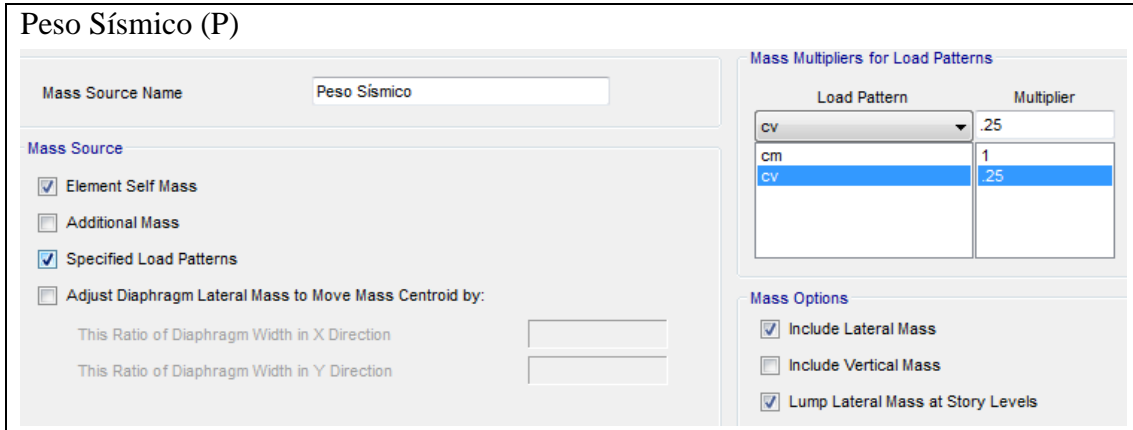 Peso Sísmico (P)
Mass Source Name Peso Sísmico
Mass Source
Element Self Mass
Additional Mass
Specified Load Patterns
Adjust Diaphragm Lateral Mass to Move Mass Centroid by:
This Ratio of Diaphragm Width in X Direction
This Ratio of Diaphragm Width in Y Direction
Mass Multipliers for Load Patterns
Load Pattern Multiplier
cv .25
cm 1
cv .25
Mass Options
Include Lateral Mass
Include Vertical Mass
Lump Lateral Mass at Story Levels